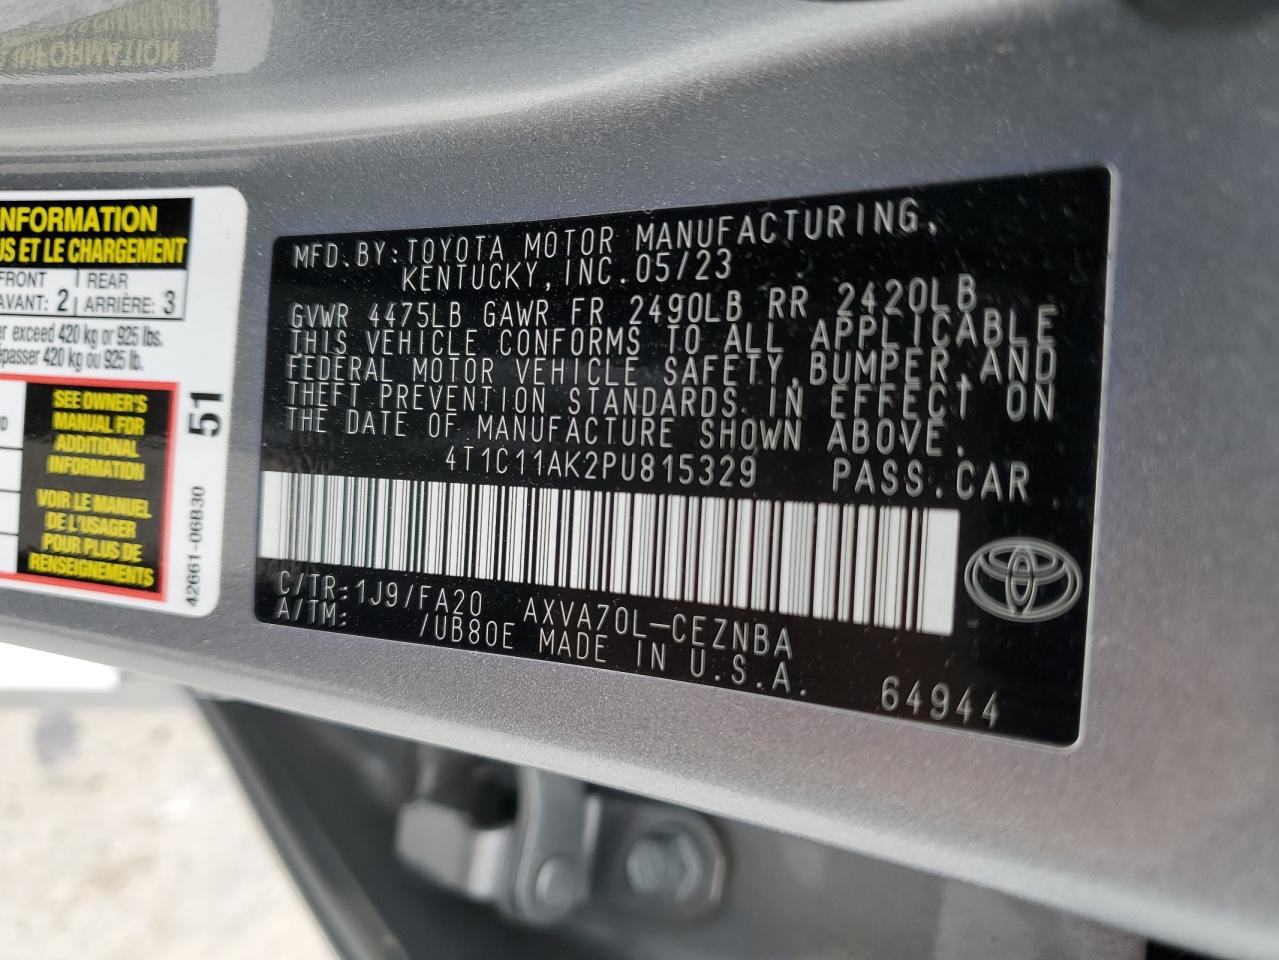 INFORMATION
NFORMATION
US ET LE CHARGEMENT
FRONT REAR
AVANT: 2 ARRIÈRE: 3
er exceed 420 kg or 925 lbs.
épasser 420 kg ou 925 lb.
SEE OWNER'S
MANUAL FOR
ADDITIONAL
INFORMATION
VOIR LE MANUEL
DE L'USAGER
POUR PLUS DE
RENSEIGNEMENTS
51
42661-06B30
MFD.BY:TOYOTA MOTOR MANUFACTURING,
KENTUCKY,INC.05/23
GVWR 4475LB GAWR FR 2490LB RR 2420LB
THIS VEHICLE CONFORMS TO ALL APPLICABLE
FEDERAL MOTOR VEHICLE SAFETY,BUMPER,AND
THEFT PREVENTION STANDARDS IN EFFECT ON
THE DATE OF MANUFACTURE SHOWN ABOVE.
4T1C11AK2PU815329 PASS.CAR
C/TR:1J9/FA20 AXVA70L-CEZNBA
A/TM: /UB80E MADE IN U.S.A.
64944